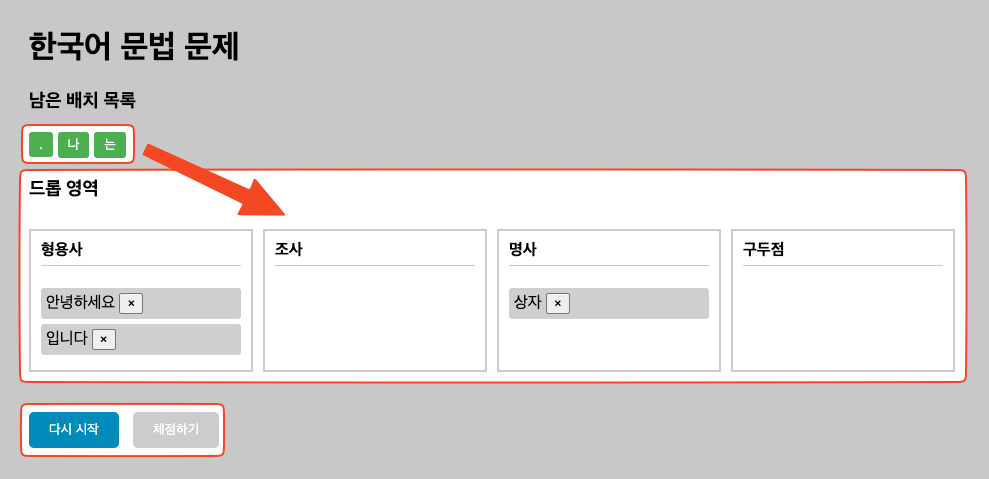 한국어 문법 문제
남은 배치 목록
. 나 는
드롭 영역
형용사 조사 명사 구두점
안녕하세요 × 상자 ×
입니다 ×
다시 시작 체점하기